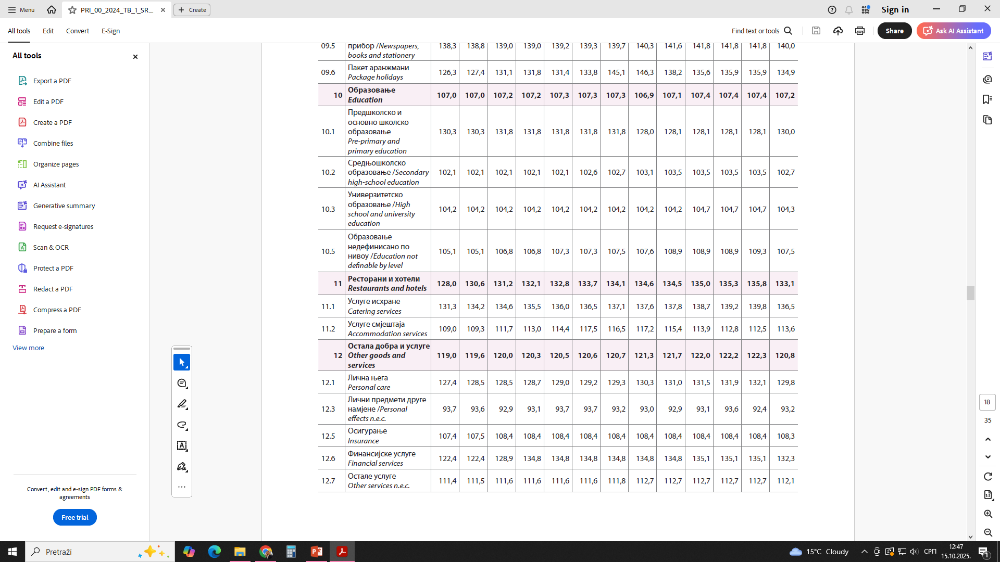 Menu
PRI_00_2024_TB_1_SR...
Create
Sign in
All tools
Edit
Convert
E-Sign
Find text or tools
Share
Ask AI Assistant
All tools
Export a PDF
Edit a PDF
Create a PDF
Combine files
Organize pages
AI Assistant
Generative summary
Request e-signatures
Scan & OCR
Protect a PDF
Redact a PDF
Compress a PDF
Prepare a form
View more
Convert, edit and e-sign PDF forms &
agreements
Free trial
09.5 прибор /Newspapers, 138,3 138,8 139,0 139,0 139,2 139,3 139,7 140,3 141,6 141,8 141,8 141,8 140,0
books and stationery
09.6 Пакет аранжмани 126,3 127,4 131,1 131,8 131,4 133,8 145,1 146,3 138,2 135,6 135,9 135,9 134,9
Package holidays
10 Образовање 107,0 107,0 107,2 107,2 107,3 107,3 107,3 106,9 107,1 107,4 107,4 107,4 107,2
Education
10.1 Предшколско и 130,3 130,3 131,8 131,8 131,8 131,8 131,8 128,0 128,1 128,1 128,1 128,1 130,0
основно школско
образовање
Pre-primary and
primary education
10.2 Средњошколско 102,1 102,1 102,1 102,1 102,1 102,6 102,7 103,1 103,5 103,5 103,5 103,5 102,7
образовање /Secondary
high-school education
10.3 Универзитетско 104,2 104,2 104,2 104,2 104,2 104,2 104,2 104,2 104,2 104,7 104,7 104,7 104,3
образовање /High
school and university
education
10.5 Образовање 105,1 105,1 106,8 106,8 107,3 107,3 107,5 107,6 108,9 108,9 108,9 109,3 107,5
недефинисано по
нивоу /Education not
definable by level
11 Ресторани и хотели 128,0 130,6 131,2 132,1 132,8 133,7 134,1 134,6 134,5 135,0 135,3 135,8 133,1
Restaurants and hotels
11.1 Услуге исхране 131,3 134,2 134,6 135,5 136,0 136,5 137,1 137,6 137,8 138,7 139,2 139,8 136,5
Catering services
11.2 Услуге смјештаја 109,0 109,3 111,7 113,0 114,4 117,5 116,5 117,2 115,4 113,9 112,8 112,5 113,6
Accommodation services
12 Остала добра и услуге 119,0 119,6 120,0 120,3 120,5 120,6 120,7 121,3 121,7 122,0 122,2 122,3 120,8
Other goods and
services
12.1 Лична њега 127,4 128,5 128,5 128,7 129,0 129,2 129,3 130,3 131,0 131,5 131,9 132,1 129,8
Personal care
12.3 Лични предмети друге 93,7 93,6 92,9 93,1 93,7 93,7 93,2 93,0 92,9 93,1 93,6 92,4 93,2
намјене /Personal
effects n.e.c.
12.5 Осигурање 107,4 107,5 108,4 108,4 108,4 108,4 108,4 108,4 108,4 108,4 108,4 108,4 108,3
Insurance
12.6 Финансијске услуге 122,4 122,4 128,9 134,8 134,8 134,8 134,8 134,8 134,8 135,1 135,1 135,1 132,3
Financial services
12.7 Остале услуге 111,4 111,5 111,6 111,6 111,6 111,6 111,8 112,7 112,7 112,7 112,7 112,7 112,1
Other services n.e.c.
18
35
Pretraži
15°C Cloudy
СРП
12:47
15.10.2025.
1